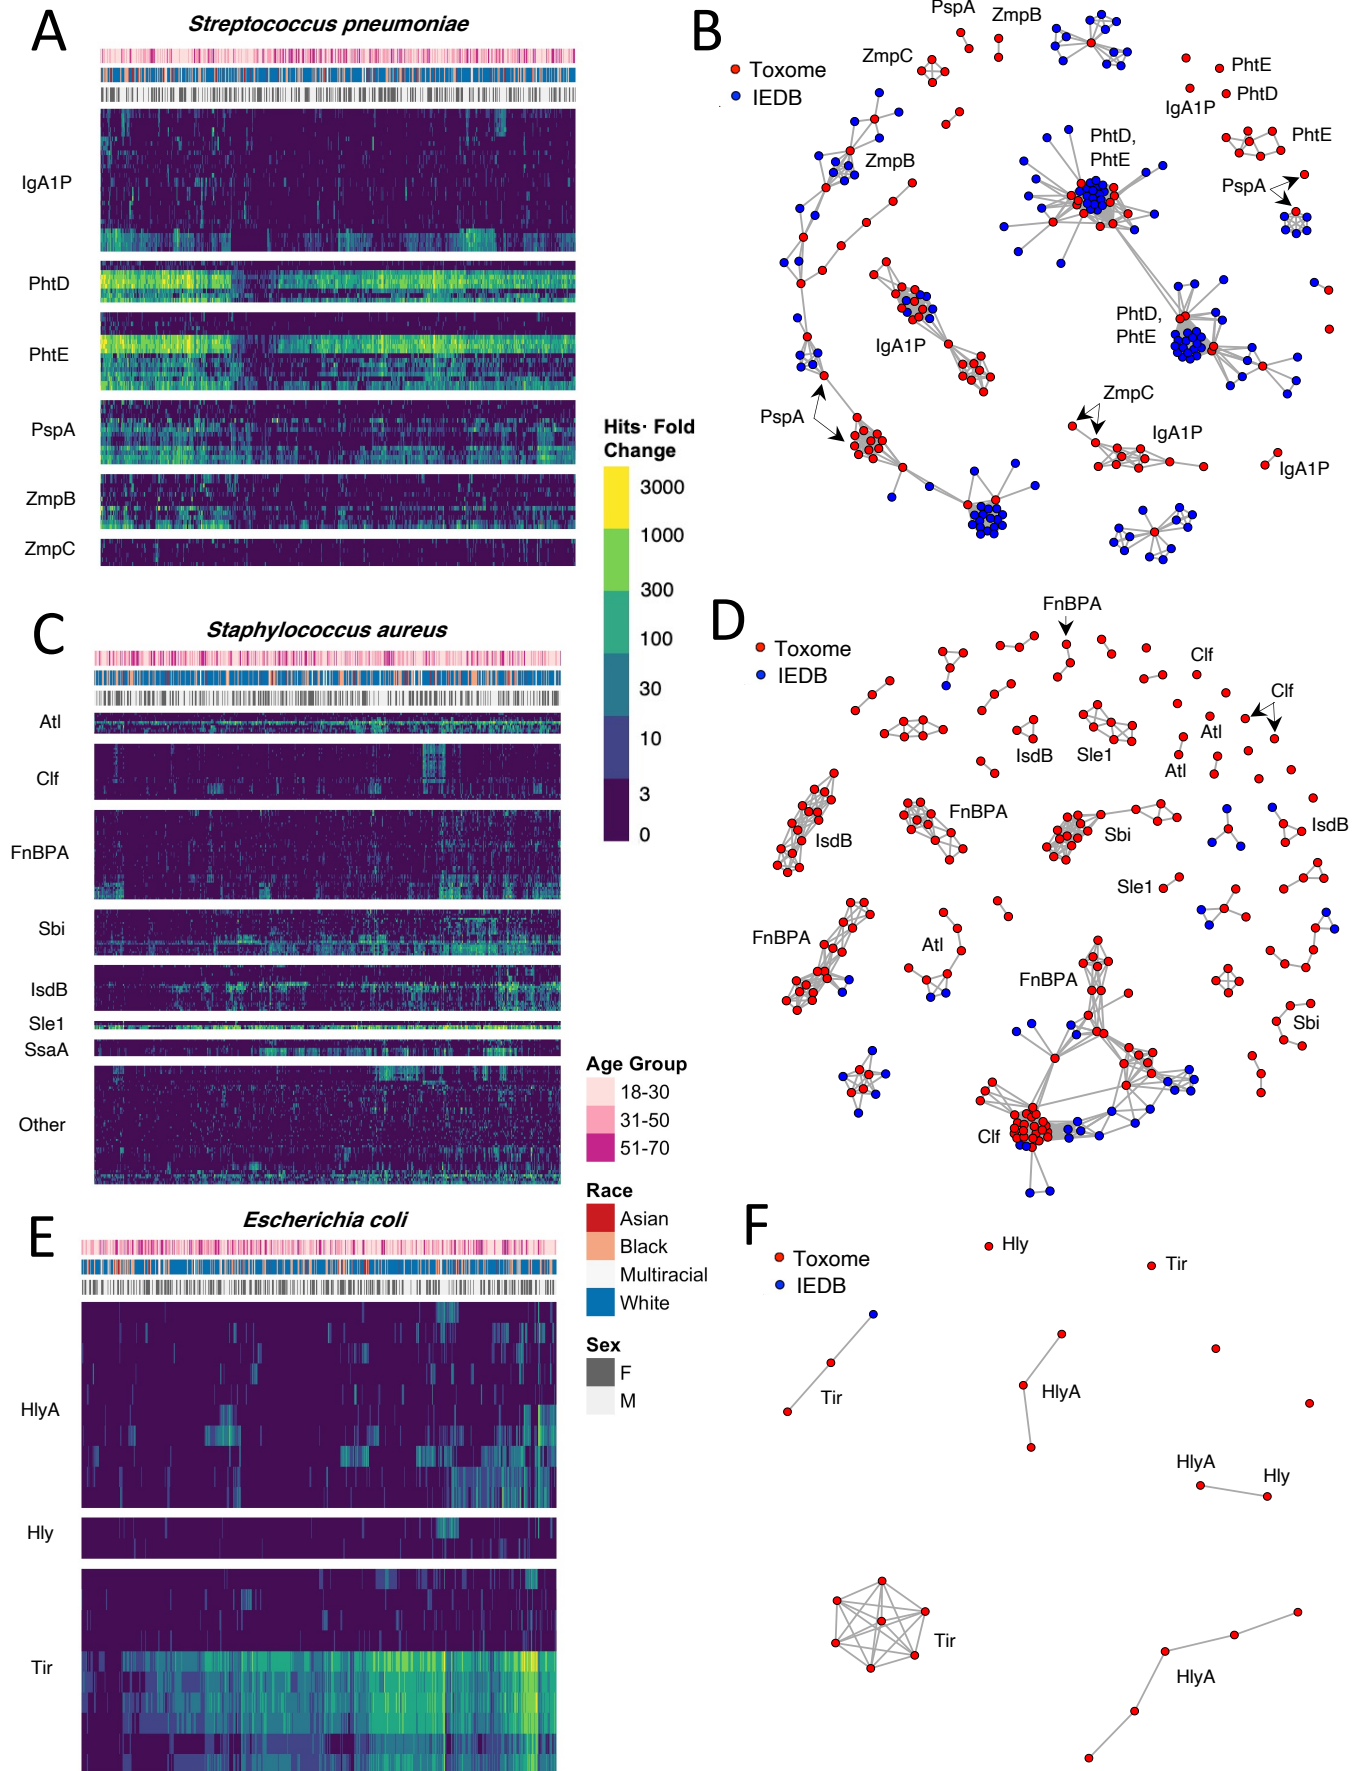 A
Streptococcus pneumoniae
IgA1P
PhtD
PhtE
PspA
ZmpB
ZmpC
B
Toxome
IEDB
PspA
ZmpB
ZmpC
PhtE
PhtD
IgA1P
PhtE
PhtD,
PhtE
ZmpB
PspA
PhtD,
PhtE
IgA1P
ZmpC
PspA
IgA1P
IgA1P
Hits· Fold
Change
3000
1000
300
100
30
10
3
0
C
Staphylococcus aureus
Atl
Clf
FnBPA
Sbi
IsdB
Sle1
SsaA
Other
D
Toxome
IEDB
FnBPA
Clf
Clf
Atl
IsdB
Sle1
Atl
FnBPA
IsdB
Sbi
IsdB
Sle1
FnBPA
Atl
FnBPA
Sbi
Clf
Age Group
18-30
31-50
51-70
Race
Asian
Black
Multiracial
White
Sex
F
M
E
Escherichia coli
HlyA
Hly
Tir
F
Toxome
IEDB
Hly
Tir
Tir
HlyA
HlyA
Hly
Tir
HlyA